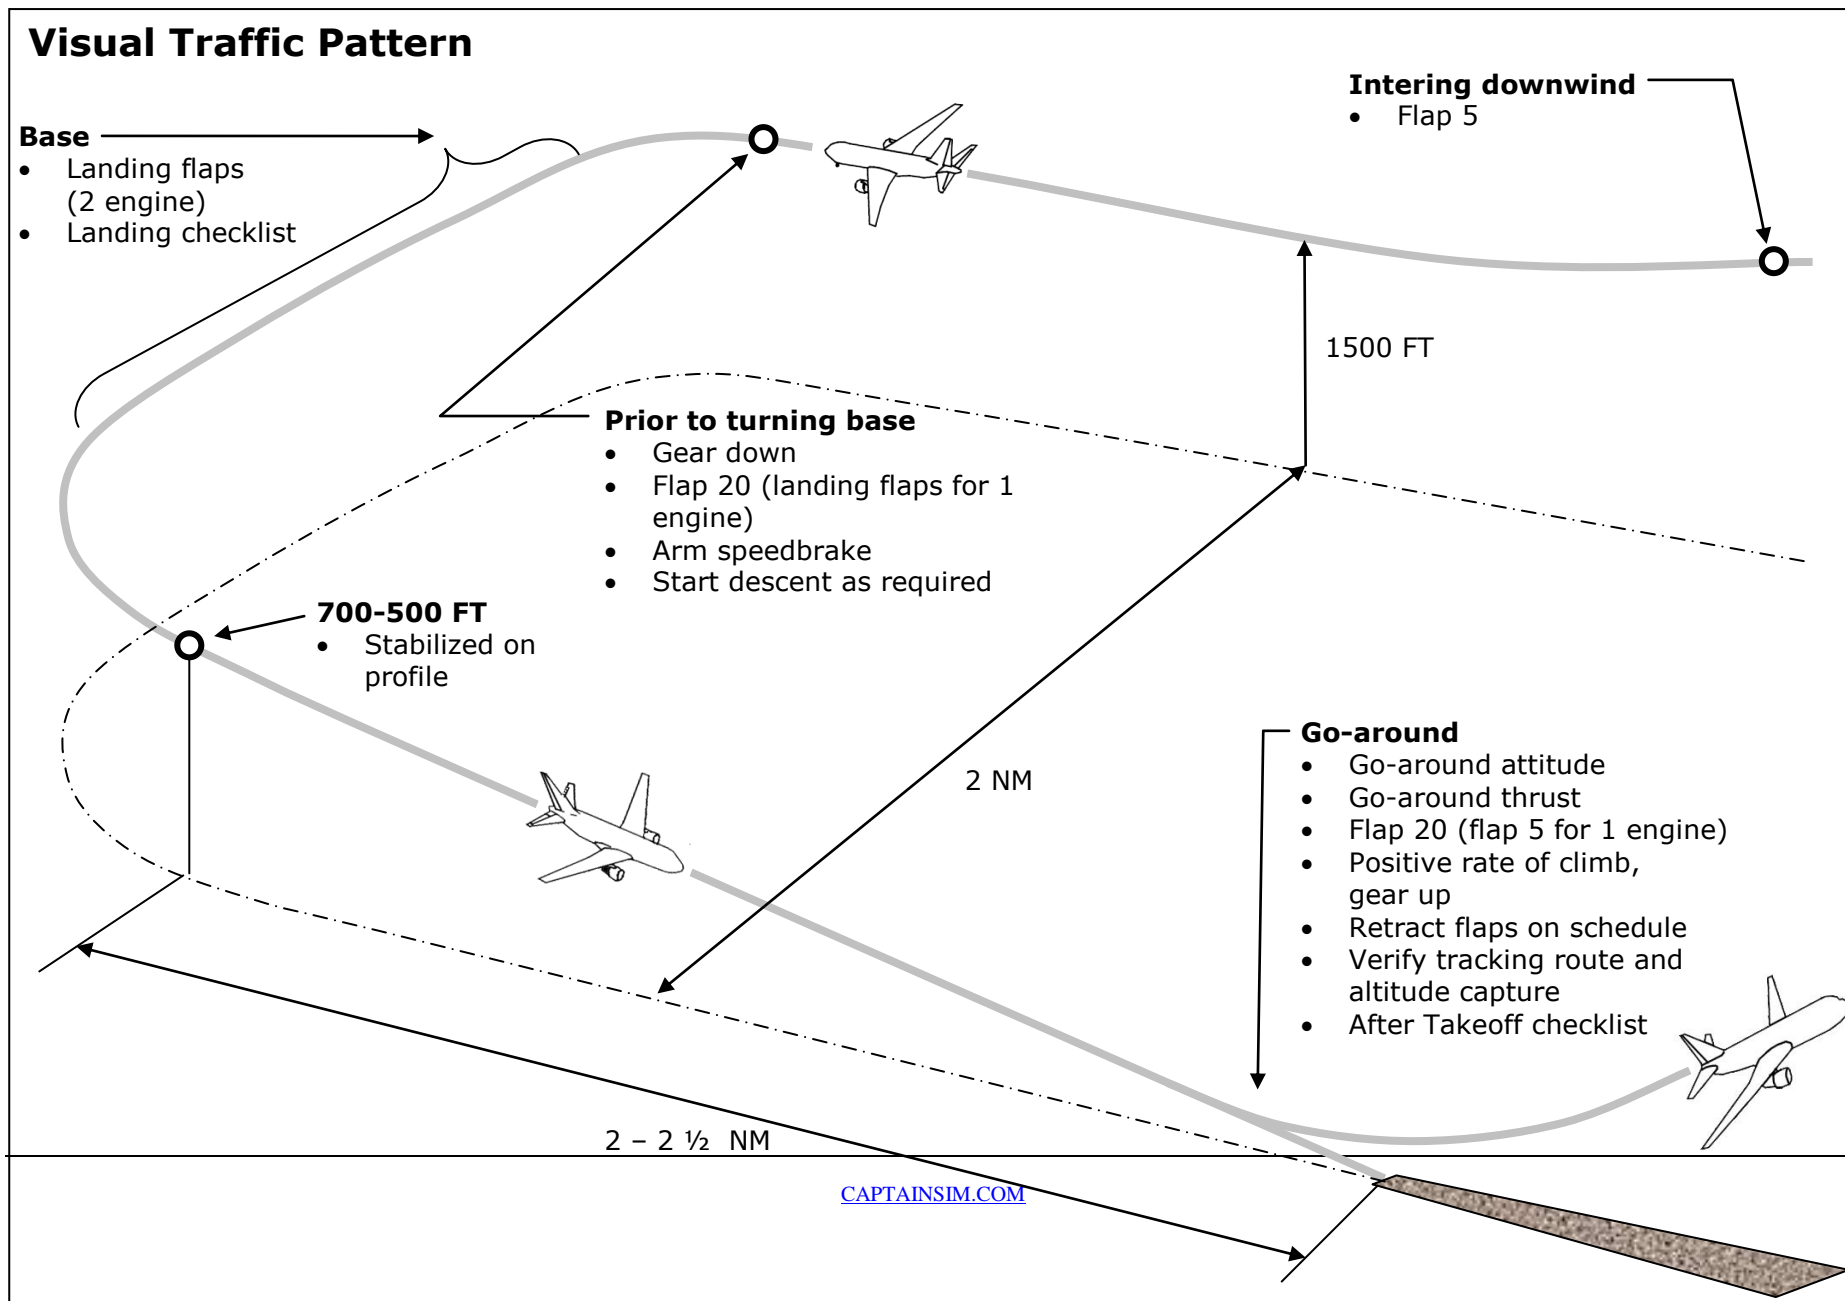 Visual Traffic Pattern
Intering downwind
• Flap 5
Base
• Landing flaps
(2 engine)
• Landing checklist
1500 FT
Prior to turning base
• Gear down
• Flap 20 (landing flaps for 1
engine)
• Arm speedbrake
• Start descent as required
700-500 FT
• Stabilized on
profile
2 NM
Go-around
• Go-around attitude
• Go-around thrust
• Flap 20 (flap 5 for 1 engine)
• Positive rate of climb,
gear up
• Retract flaps on schedule
• Verify tracking route and
altitude capture
• After Takeoff checklist
2 – 2 ½ NM
CAPTAINSIM.COM